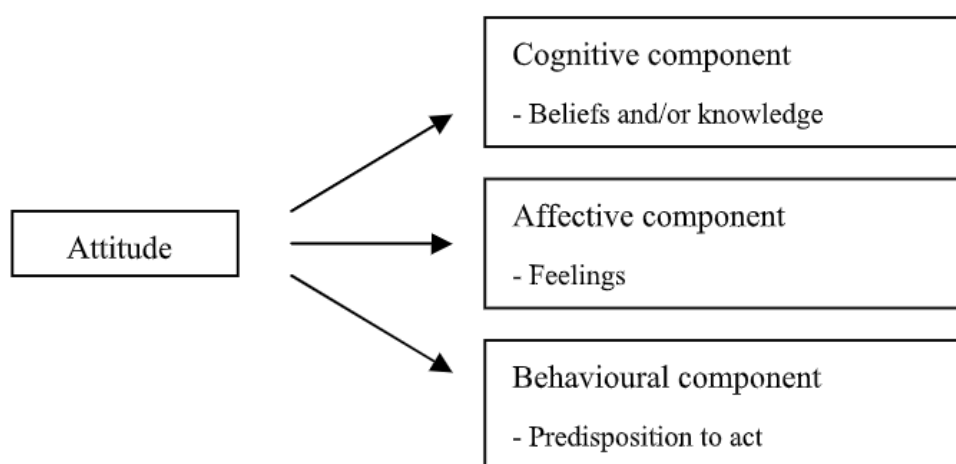 Cognitive component
- Beliefs and/or knowledge
Attitude
Affective component
- Feelings
Behavioural component
- Predisposition to act